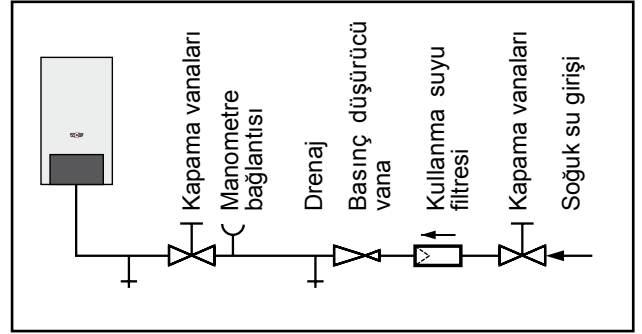 Kapama vanaları
Manometre
bağlantısı
Drenaj
Basınç düşürücü
vana
Kullanma suyu
filtresi
Kapama vanaları
Soğuk su girişi